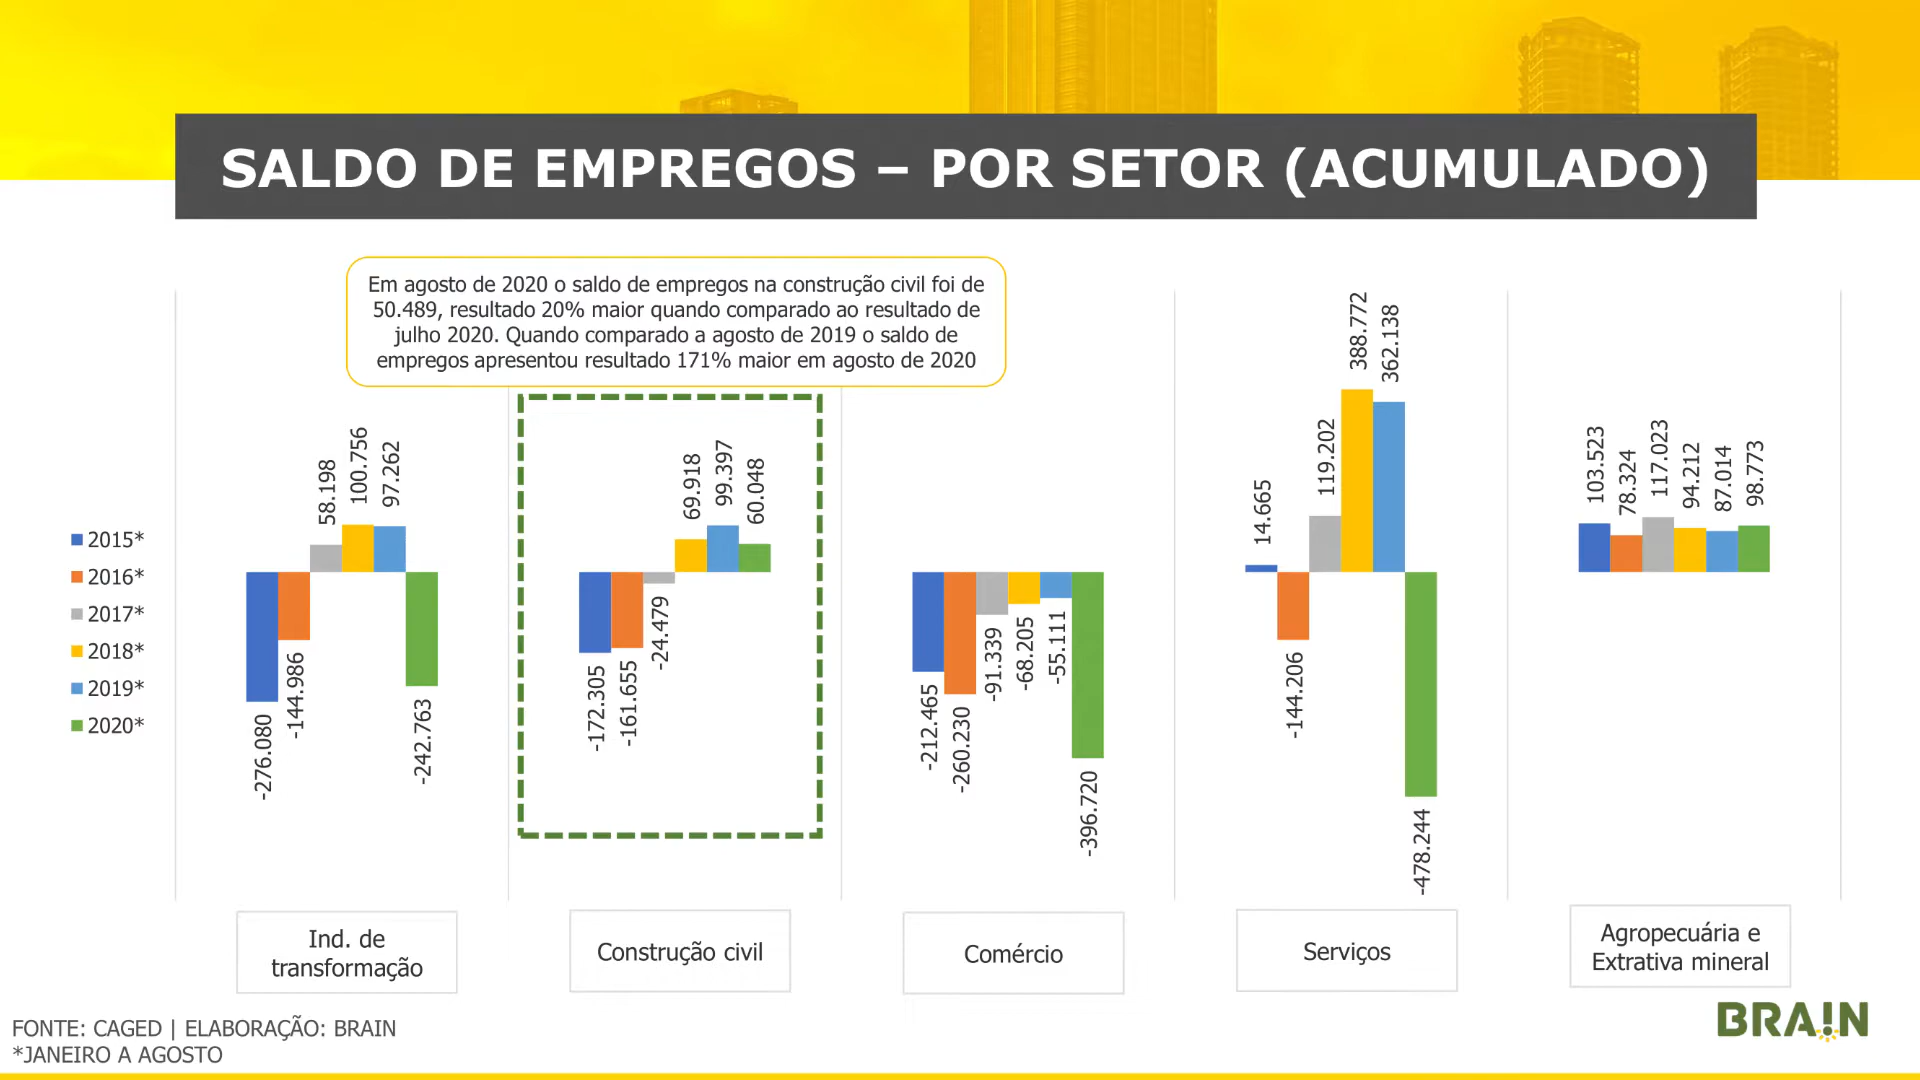 SALDO DE EMPREGOS – POR SETOR (ACUMULADO)
Em agosto de 2020 o saldo de empregos na construção civil foi de
50.489, resultado 20% maior quando comparado ao resultado de
julho 2020. Quando comparado a agosto de 2019 o saldo de
empregos apresentou resultado 171% maior em agosto de 2020
2015*
2016*
2017*
2018*
2019*
2020*
-276.080
-144.986
58.198
100.756
97.262
-242.763
-172.305
-161.655
-24.479
69.918
99.397
60.048
-212.465
-260.230
-91.339
-68.205
-55.111
-396.720
14.665
-144.206
119.202
388.772
362.138
-478.244
103.523
78.324
117.023
94.212
87.014
98.773
Ind. de
transformação
Construção civil
Comércio
Serviços
Agropecuária e
Extrativa mineral
FONTE: CAGED | ELABORAÇÃO: BRAIN
*JANEIRO A AGOSTO
BRA!N